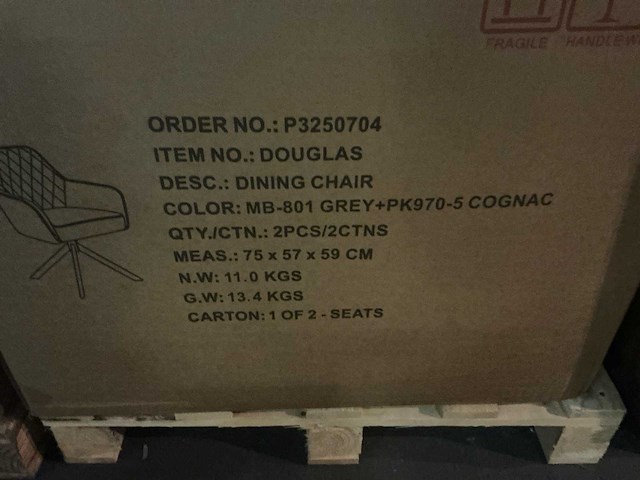 FRAGILE HANDLE
ORDER NO.: P3250704
ITEM NO.: DOUGLAS
DESC.: DINING CHAIR
COLOR: MB-801 GREY+PK970-5 COGNAC
QTY./CTN.: 2PCS/2CTNS
MEAS.: 75 x 57 x 59 CM
N.W: 11.0 KGS
G.W: 13.4 KGS
CARTON: 1 OF 2 - SEATS